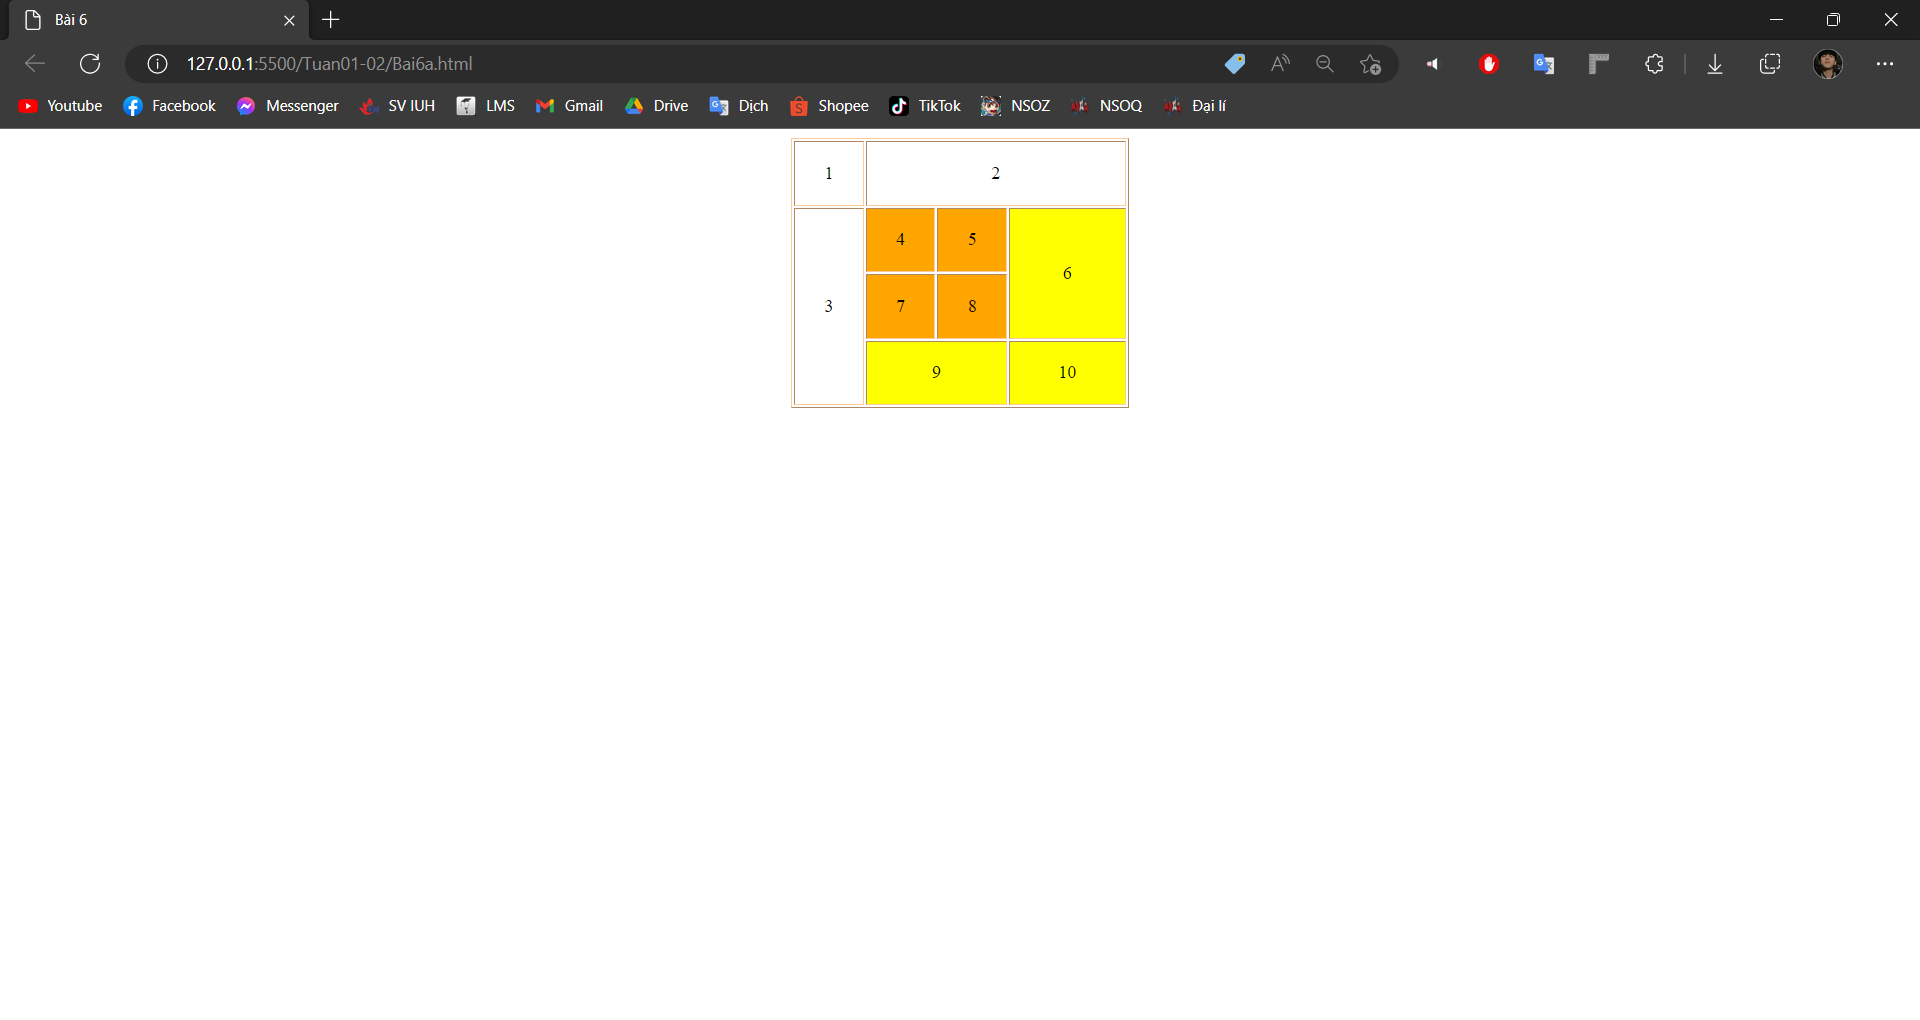 Bài 6
127.0.0.1:5500/Tuan01-02/Bai6a.html
Youtube Facebook Messenger SV IUH LMS Gmail Drive Dịch Shopee TikTok NSOZ NSOQ Đại lí
1 2
4 5
6
3 7 8
9 10